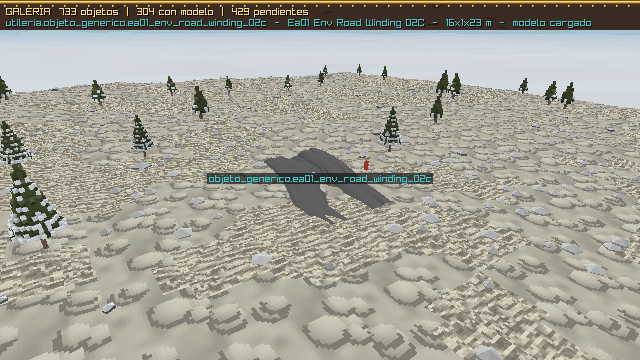 GALERIA 733 objetos | 304 con modelo | 429 pendientes
utileria.objeto_generico.ea01_env_road_winding_02c - Ea01 Env Road Winding 02C - 16x1x23 m - modelo cargado
objeto_generico.ea01_env_road_winding_02c